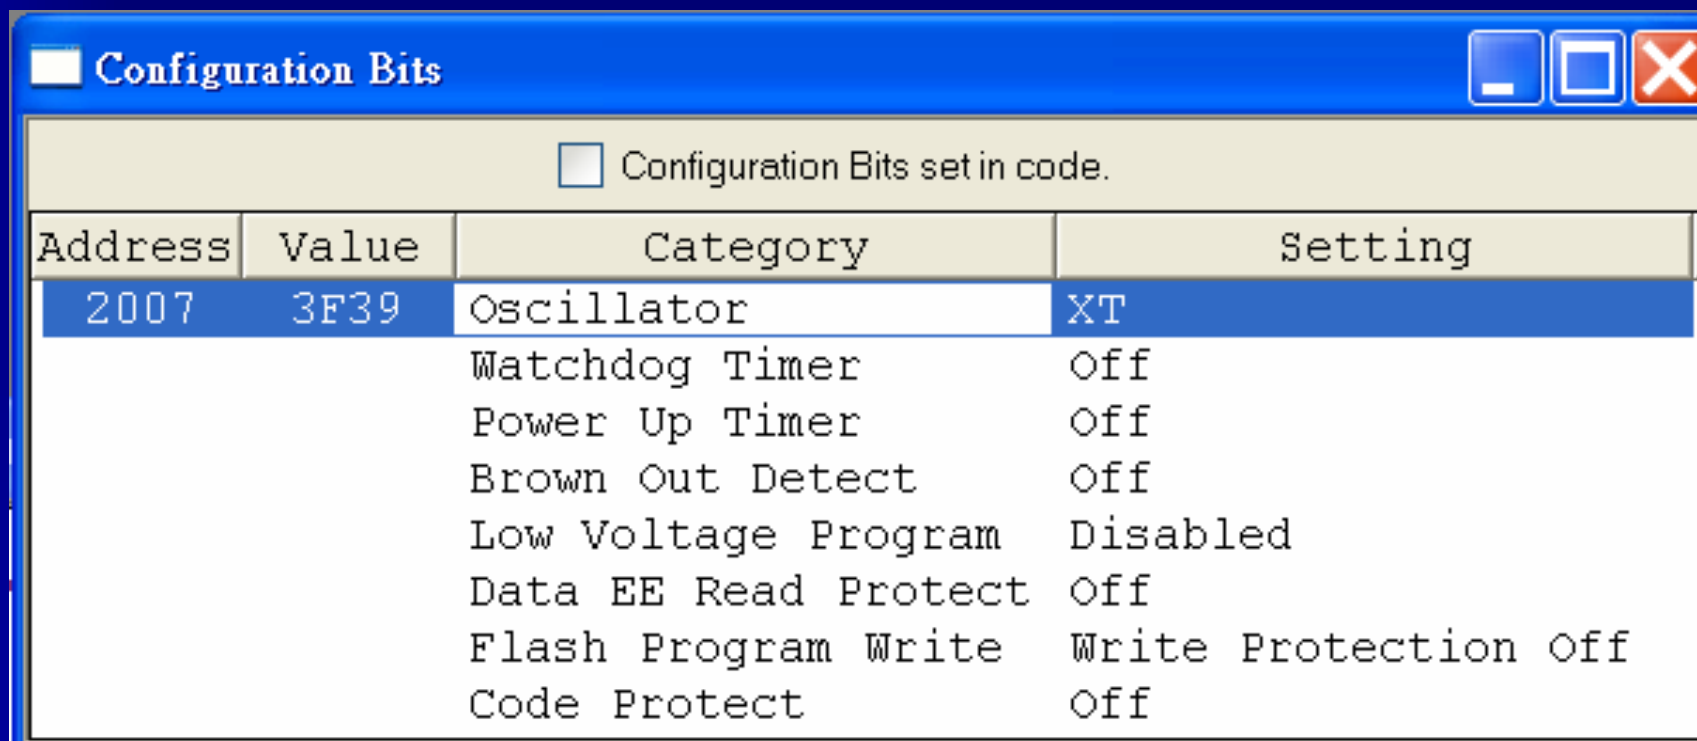 Configuration Bits
Configuration Bits set in code.
Address Value Category Setting
2007 3F39 Oscillator XT
Watchdog Timer Off
Power Up Timer Off
Brown Out Detect Off
Low Voltage Program Disabled
Data EE Read Protect Off
Flash Program Write Write Protection Off
Code Protect Off